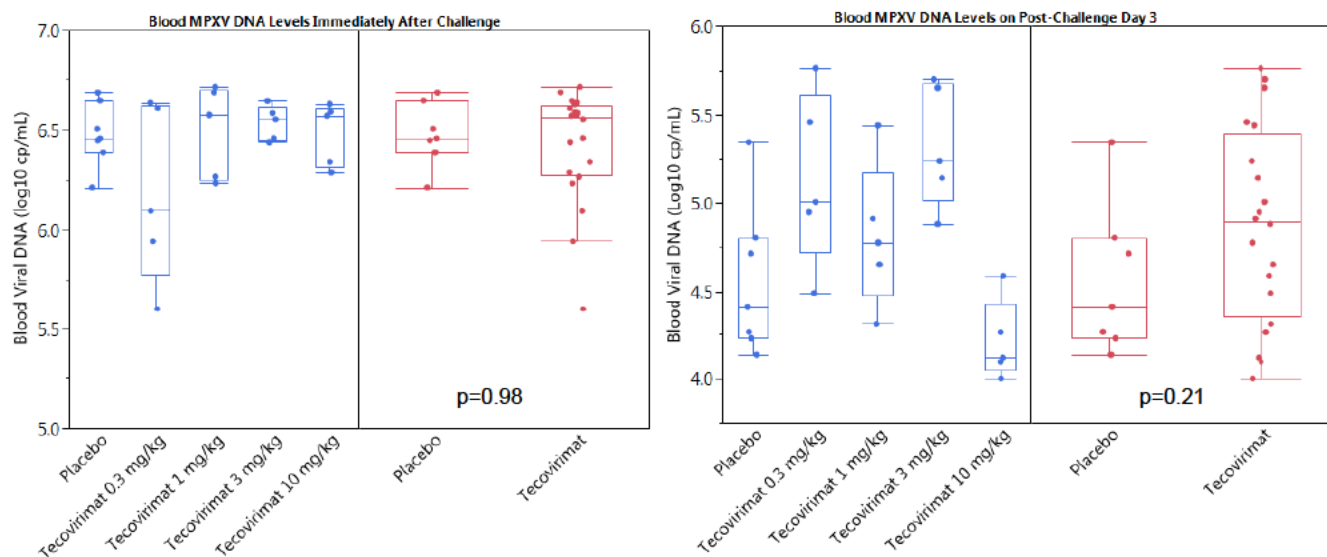 Blood MPXV DNA Levels Immediately After Challenge
Blood Viral DNA (log10 cp/mL)
7.0
6.5
6.0
5.5
5.0
p=0.98
Placebo
Tecovirimat 0.3 mg/kg
Tecovirimat 1 mg/kg
Tecovirimat 3 mg/kg
Tecovirimat 10 mg/kg
Placebo
Tecovirimat
Blood MPXV DNA Levels on Post-Challenge Day 3
Blood Viral DNA (Log10 cp/mL)
6.0
5.5
5.0
4.5
4.0
p=0.21
Placebo
Tecovirimat 0.3 mg/kg
Tecovirimat 1 mg/kg
Tecovirimat 3 mg/kg
Tecovirimat 10 mg/kg
Placebo
Tecovirimat